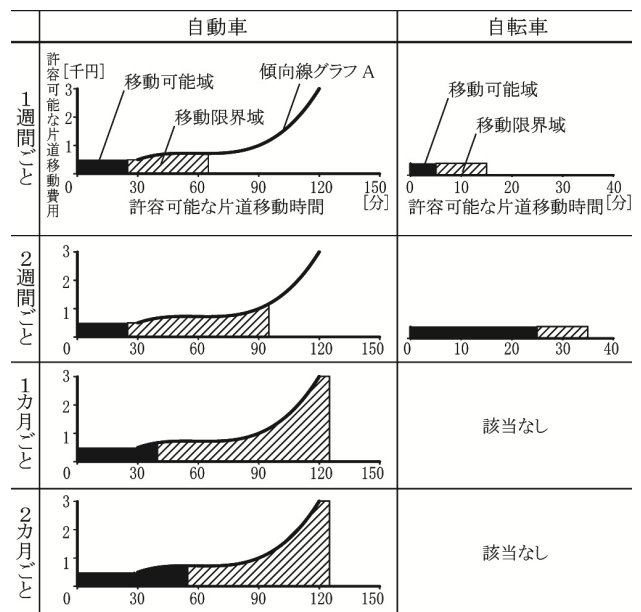 自動車
自転車
1週間ごと
許容可能な片道移動費用
[千円]
移動可能域
移動限界域
傾向線グラフA
3
2
1
0 30 60 90 120 150
許容可能な片道移動時間 [分]
移動可能域
移動限界域
0 10 20 30 40
許容可能な片道移動時間 [分]
2週間ごと
3
2
1
0 30 60 90 120 150
0 10 20 30 40
1カ月ごと
3
2
1
0 30 60 90 120 150
該当なし
2カ月ごと
3
2
1
0 30 60 90 120 150
該当なし